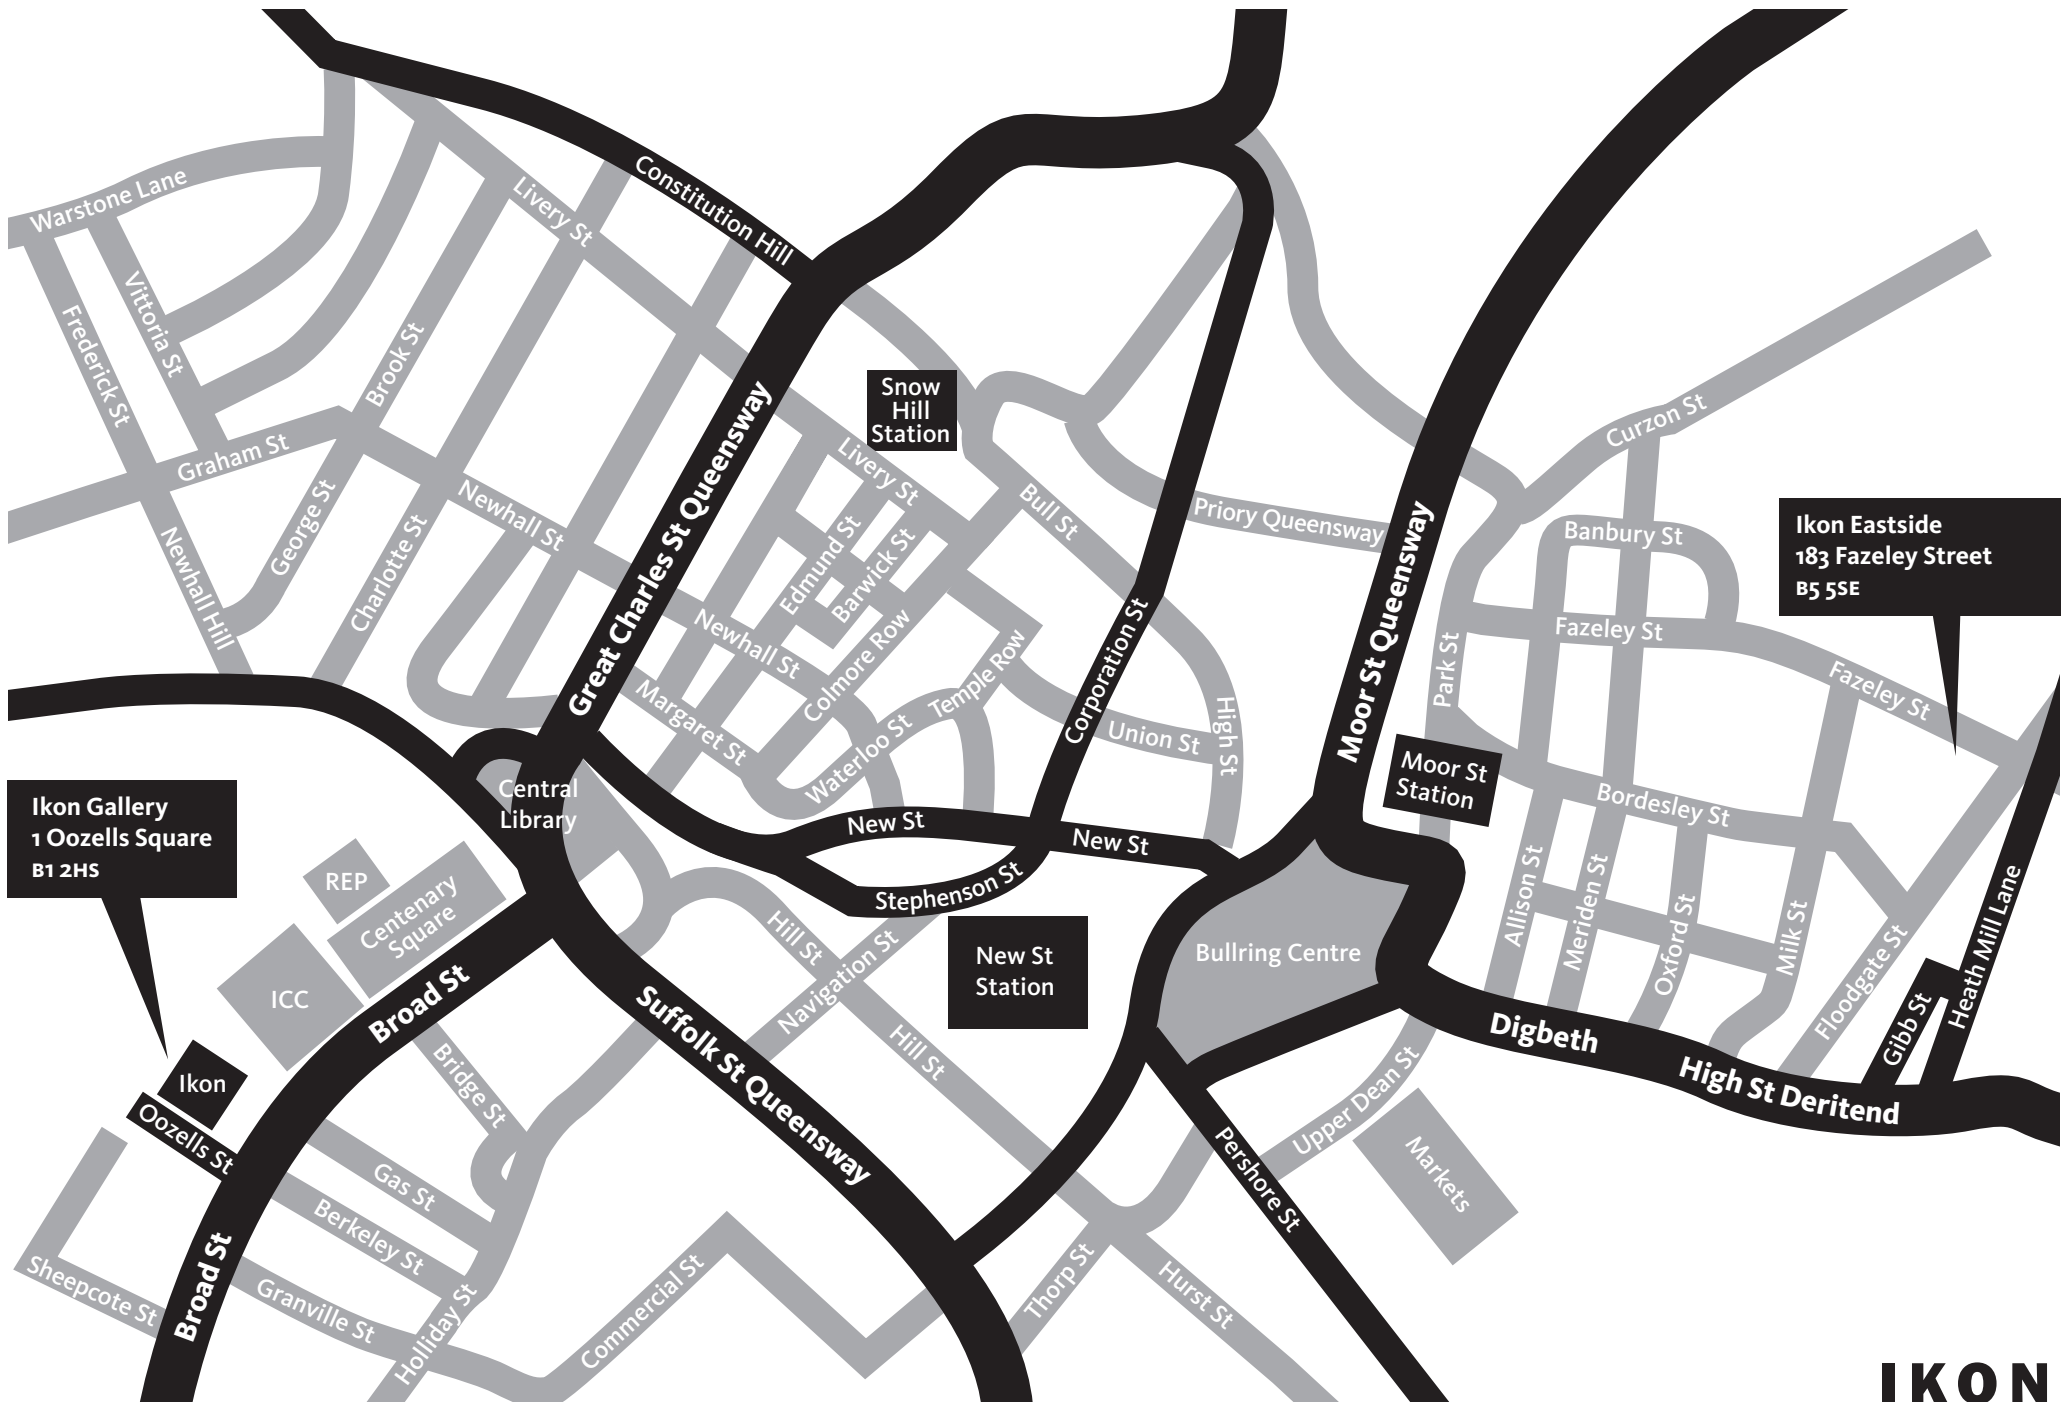 Constitution Hill
Warstone Lane
Livery St
Vittoria St
Frederick St
Brook St
Snow
Hill
Station
Curzon St
Graham St
Livery St
Great Charles St Queensway
Newhall St
George St
Charlotte St
Newhall Hill
Bull St
Priory Queensway
Moor St Queensway
Banbury St
Ikon Eastside
183 Fazeley Street
B5 5SE
Edmund St
Barwick St
Newhall St
Colmore Row
Temple Row
Corporation St
Fazeley St
Park St
Fazeley St
Margaret St
Waterloo St
Union St
High St
Moor St
Station
Bordesley St
Central
Library
Ikon Gallery
1 Oozells Square
B1 2HS
New St
New St
Stephenson St
REP
Centenary
Square
ICC
Hill St
Navigation St
New St
Station
Bullring Centre
Allison St
Meriden St
Oxford St
Milk St
Floodgate St
Heath Mill Lane
Gibb St
Broad St
Suffolk St Queensway
Hill St
Digbeth
High St Deritend
Ikon
Oozells St
Bridge St
Upper Dean St
Markets
Pershore St
Gas St
Berkeley St
Broad St
Sheepcote St
Granville St
Holliday St
Commercial St
Thorp St
Hurst St
IKON